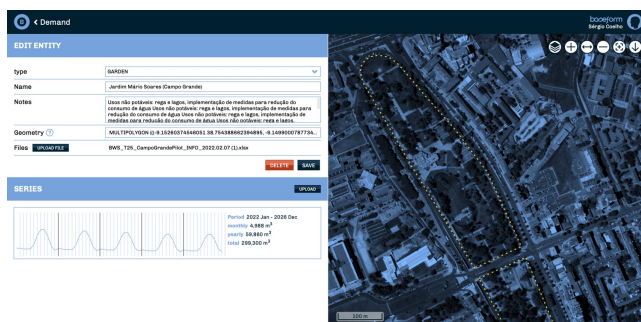 B < Demand
baseform
Sérgio Coelho
EDIT ENTITY
type GARDEN
Name Jardim Mário Soares (Campo Grande)
Notes Usos não potáveis: rega e lagos, implementação de medidas para redução do
consumo de água Usos não potáveis: rega e lagos, implementação de medidas para
redução do consumo de água Usos não potáveis: rega e lagos, implementação de
medidas para redução do consumo de água Usos não potáveis: rega e lagos.
Geometry ? MULTIPOLYGON (((-9.15260374546051 38.754388662394895, -9.1499000787734...
Files UPLOAD FILE BWS_T25_CampoGrandePilot_INFO_2022.02.07 (1).xlsx
DELETE SAVE
SERIES UPLOAD
Period 2022 Jan - 2026 Dec
monthly 4,988 m³
yearly 59,860 m³
total 299,300 m³
100 m